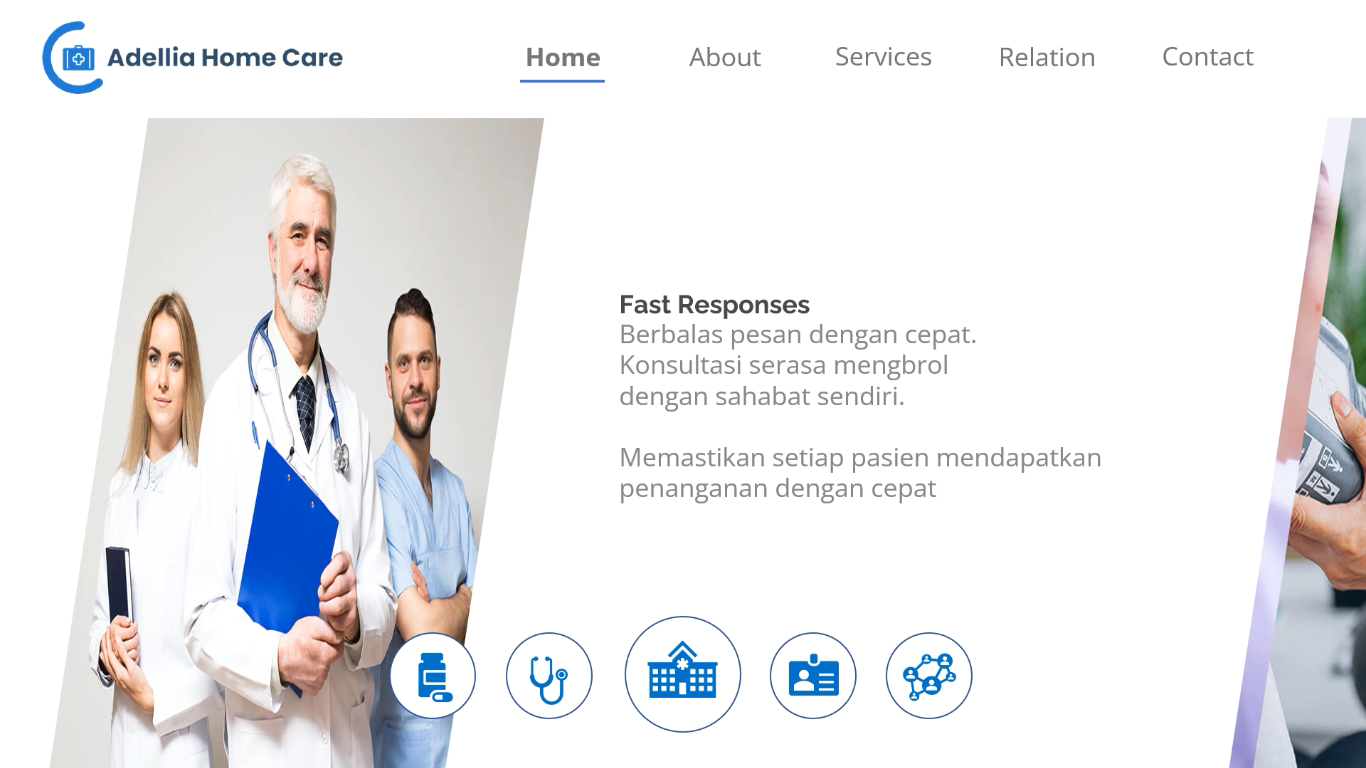 Adellia Home Care
Home
About
Services
Relation
Contact
Fast Responses
Berbalas pesan dengan cepat.
Konsultasi serasa mengbrol
dengan sahabat sendiri.
Memastikan setiap pasien mendapatkan
penanganan dengan cepat